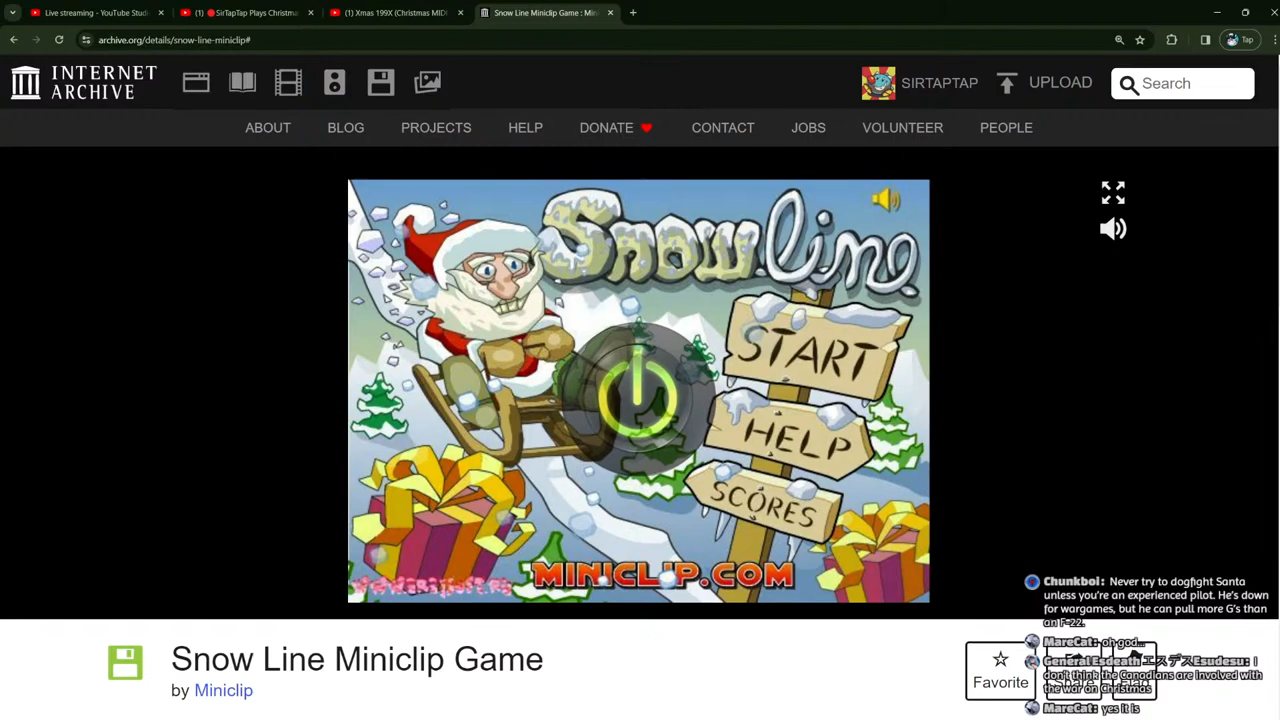 Live streaming - YouTube Studi
(1) 🔴SirTapTap Plays Christma
(1) Xmas 199X (Christmas MIDI
Snow Line Miniclip Game : Mini
archive.org/details/snow-line-miniclip#
Tap
INTERNET
ARCHIVE
SIRTAPTAP
UPLOAD
Search
ABOUT
BLOG
PROJECTS
HELP
DONATE
CONTACT
JOBS
VOLUNTEER
PEOPLE
Snow line
START
HELP
SCORES
MINICLIP.COM
Chunkboi: Never try to dogfight Santa
unless you're an experienced pilot. He's down
for wargames, but he can pull more G's than
an F-22.
MareCat: oh god...
General Esdeath エスデスEsudesu: I
don't think the Canadians are involved with
the war on Christmas
MareCat: yes it is
Snow Line Miniclip Game
by Miniclip
Favorite